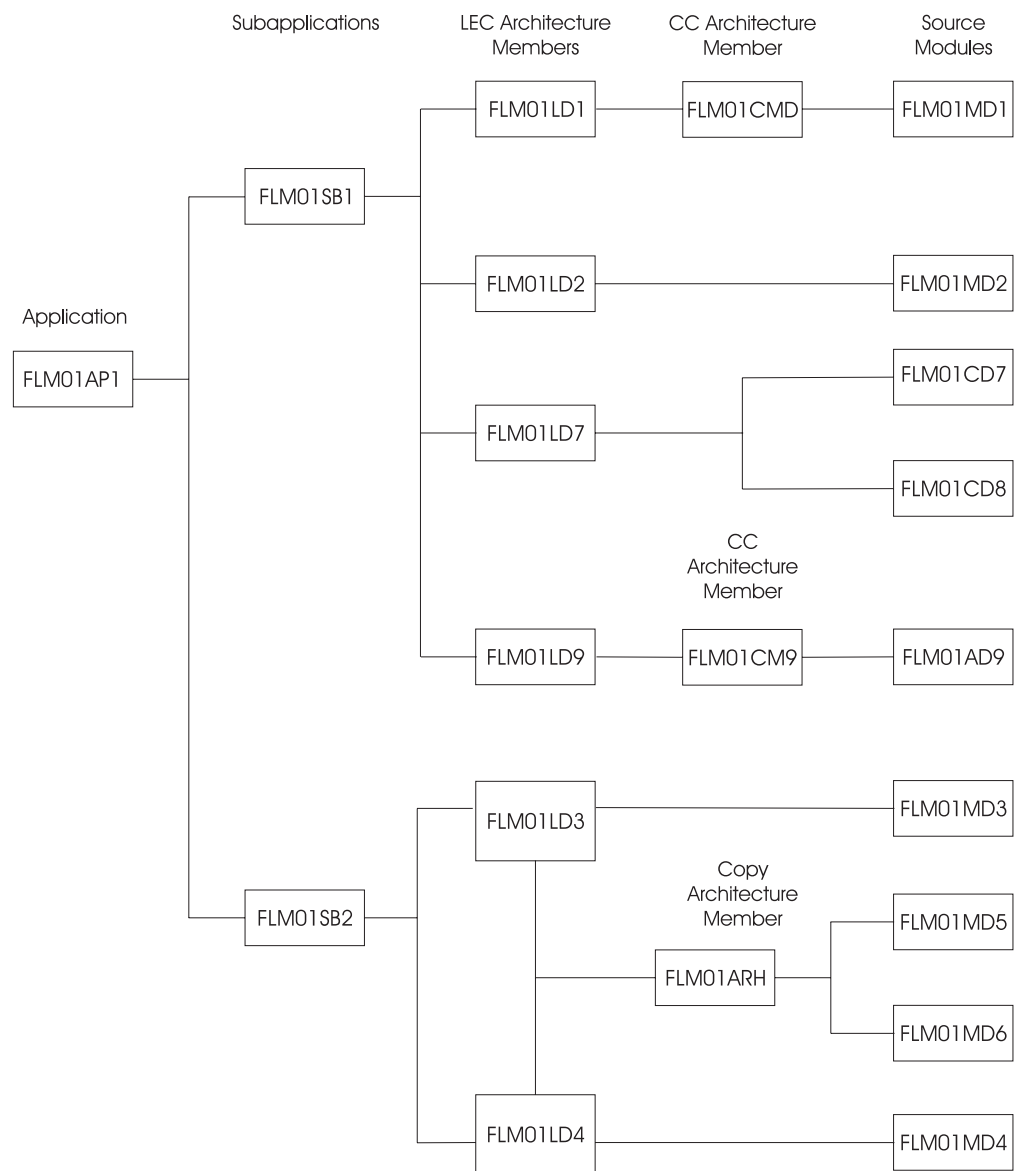 Subapplications
LEC Architecture
Members
CC Architecture
Member
Source
Modules
FLM01LD1
FLM01CMD
FLM01MD1
FLM01SB1
FLM01LD2
FLM01MD2
Application
FLM01AP1
FLM01CD7
FLM01LD7
FLM01CD8
CC
Architecture
Member
FLM01LD9
FLM01CM9
FLM01AD9
FLM01LD3
FLM01MD3
Copy
Architecture
Member
FLM01SB2
FLM01MD5
FLM01ARH
FLM01MD6
FLM01LD4
FLM01MD4